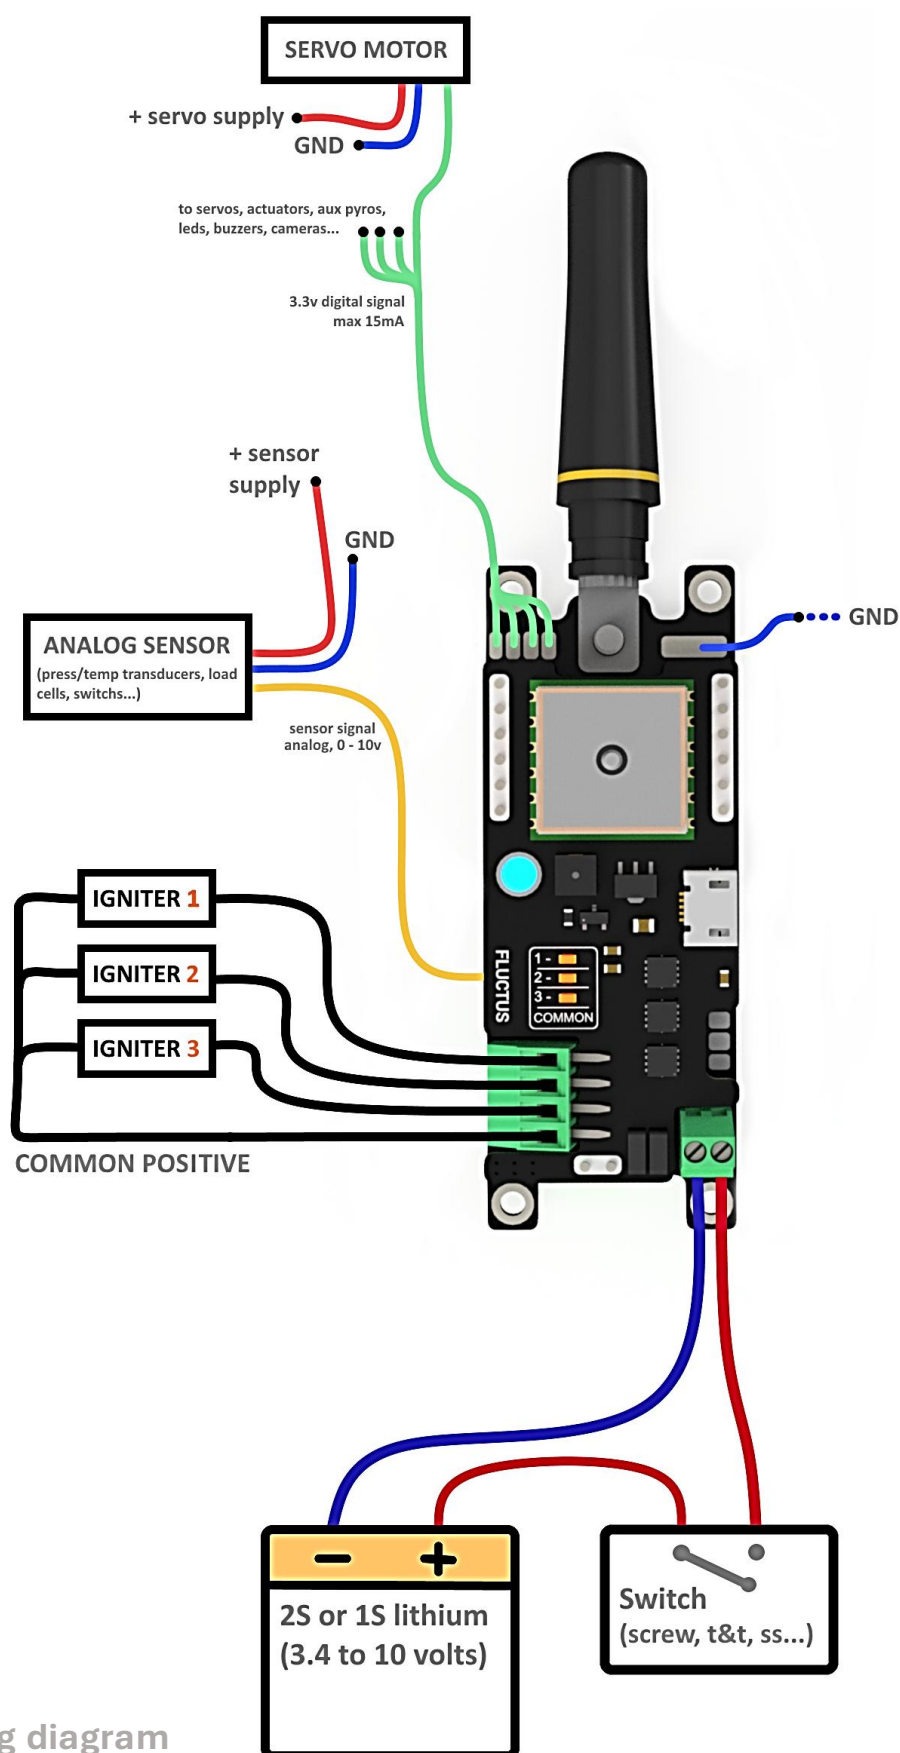 SERVO MOTOR
+ servo supply
GND
to servos, actuators, aux pyros,
leds, buzzers, cameras...
3.3v digital signal
max 15mA
+ sensor
supply
GND
GND
ANALOG SENSOR
(press/temp transducers, load
cells, switchs...)
sensor signal
analog, 0 - 10v
IGNITER 1
IGNITER 2
IGNITER 3
FLUCTUS
1 -
2 -
3 -
COMMON
COMMON POSITIVE
− +
2S or 1S lithium
(3.4 to 10 volts)
Switch
(screw, t&t, ss...)
g diagram